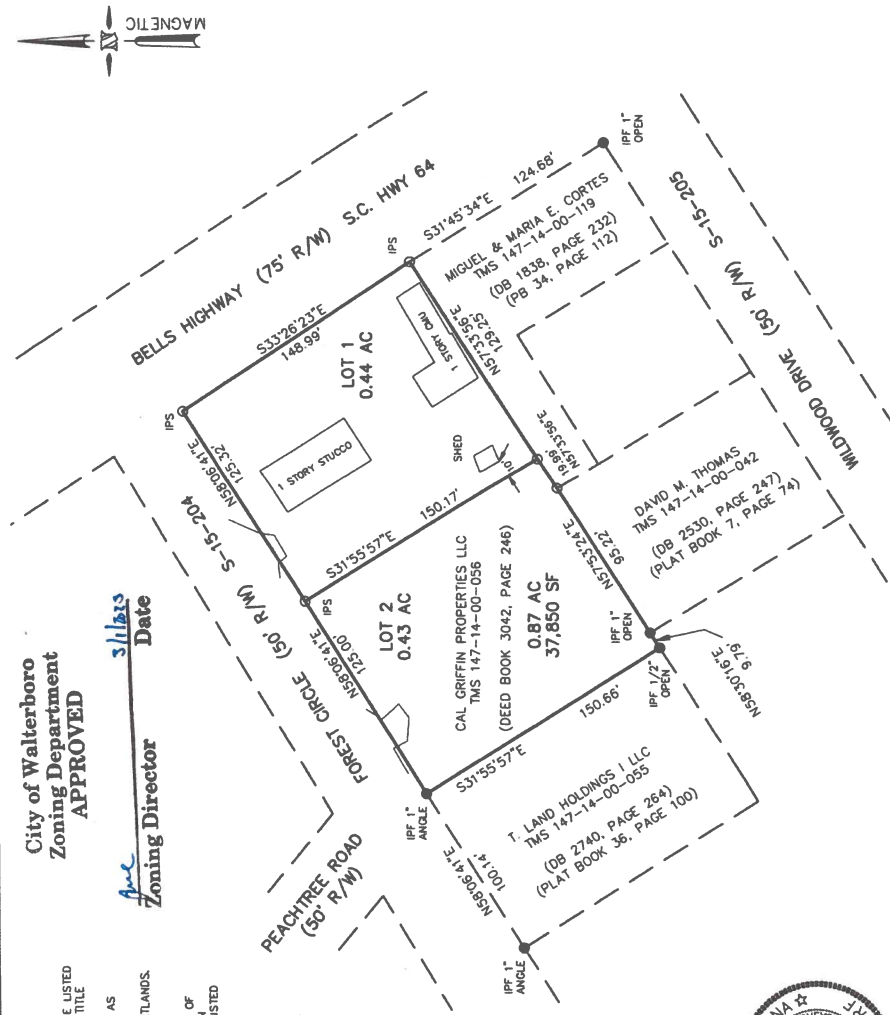 MAGNETIC
City of Walterboro
Zoning Department
APPROVED
3/1/2023
Zoning Director
Date
E LISTED
TITLE
AS
TLANDS.
OF
ISTED
BELLS HIGHWAY (75' R/W) S.C. HWY 64
IPS
S33°26'23"E
148.99'
IPS
LOT 1
0.44 AC
1 STORY STUCCO
1 STORY CMU
SHED
10'
N58°06'41"E
125.32'
S-15-204
FOREST CIRCLE (50' R/W)
IPS
S31°55'57"E
150.17'
N57°33'56"E
129.25'
S31°45'34"E
124.68'
IPF 1"
OPEN
MIGUEL & MARIA E. CORTES
TMS 147-14-00-119
(DB 1838, PAGE 232)
(PB 34, PAGE 112)
N57°33'56"E
19.99'
LOT 2
0.43 AC
N58°06'41"E
125.00'
CAL GRIFFIN PROPERTIES LLC
TMS 147-14-00-056
(DEED BOOK 3042, PAGE 246)
0.87 AC
37,850 SF
N57°53'24"E
95.22'
DAVID M. THOMAS
TMS 147-14-00-042
(DB 2530, PAGE 247)
(PLAT BOOK 7, PAGE 74)
WILDWOOD DRIVE (50' R/W) S-15-205
IPF 1"
OPEN
IPF 1/2"
OPEN
N58°30'16"E
9.79'
IPF 1"
ANGLE
S31°55'57"E
150.66'
PEACHTREE ROAD
(50' R/W)
N58°06'41"E
100.14'
T. LAND HOLDINGS I LLC
TMS 147-14-00-055
(DB 2740, PAGE 264)
(PLAT BOOK 36, PAGE 100)
IPF 1"
ANGLE